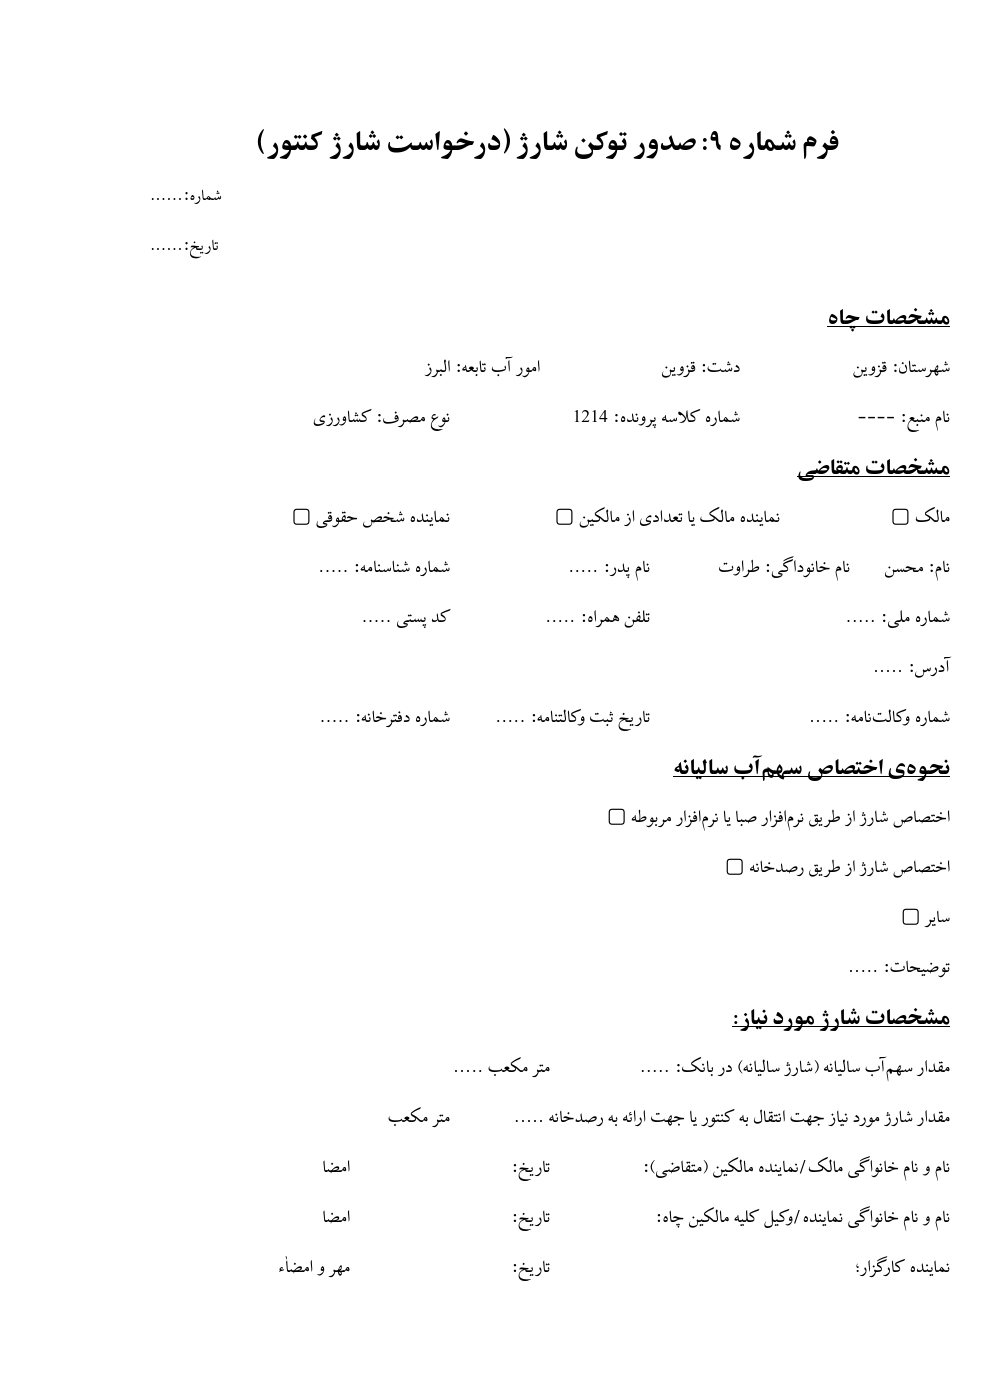 فرم شماره ۹: صدور توکن شارژ (درخواست شارژ کنتور)
شماره:......
تاریخ:......
مشخصات چاه
شهرستان: قزوین دشت: قزوین امور آب تابعه: البرز
نام منبع: ---- شماره کلاسه پرونده: 1214 نوع مصرف: کشاورزی
مشخصات متقاضی
مالک ▢ نماینده مالک یا تعدادی از مالکین ▢ نماینده شخص حقوقی ▢
نام: محسن نام خانوداگی: طراوت نام پدر: ..... شماره شناسنامه: .....
شماره ملی: ..... تلفن همراه: ..... کد پستی .....
آدرس: .....
شماره وکالت‌نامه: ..... تاریخ ثبت وکالتنامه: ..... شماره دفترخانه: .....
نحوه‌ی اختصاص سهم‌آب سالیانه
اختصاص شارژ از طریق نرم‌افزار صبا یا نرم‌افزار مربوطه ▢
اختصاص شارژ از طریق رصدخانه ▢
سایر ▢
توضیحات: .....
مشخصات شارژ مورد نیاز:
مقدار سهم‌آب سالیانه (شارژ سالیانه) در بانک: ..... متر مکعب .....
مقدار شارژ مورد نیاز جهت انتقال به کنتور یا جهت ارائه به رصدخانه ..... متر مکعب
نام و نام خانواگی مالک/نماینده مالکین (متقاضی): تاریخ: امضا
نام و نام خانواگی نماینده/وکیل کلیه مالکین چاه: تاریخ: امضا
نماینده کارگزار؛ تاریخ: مهر و امضأء